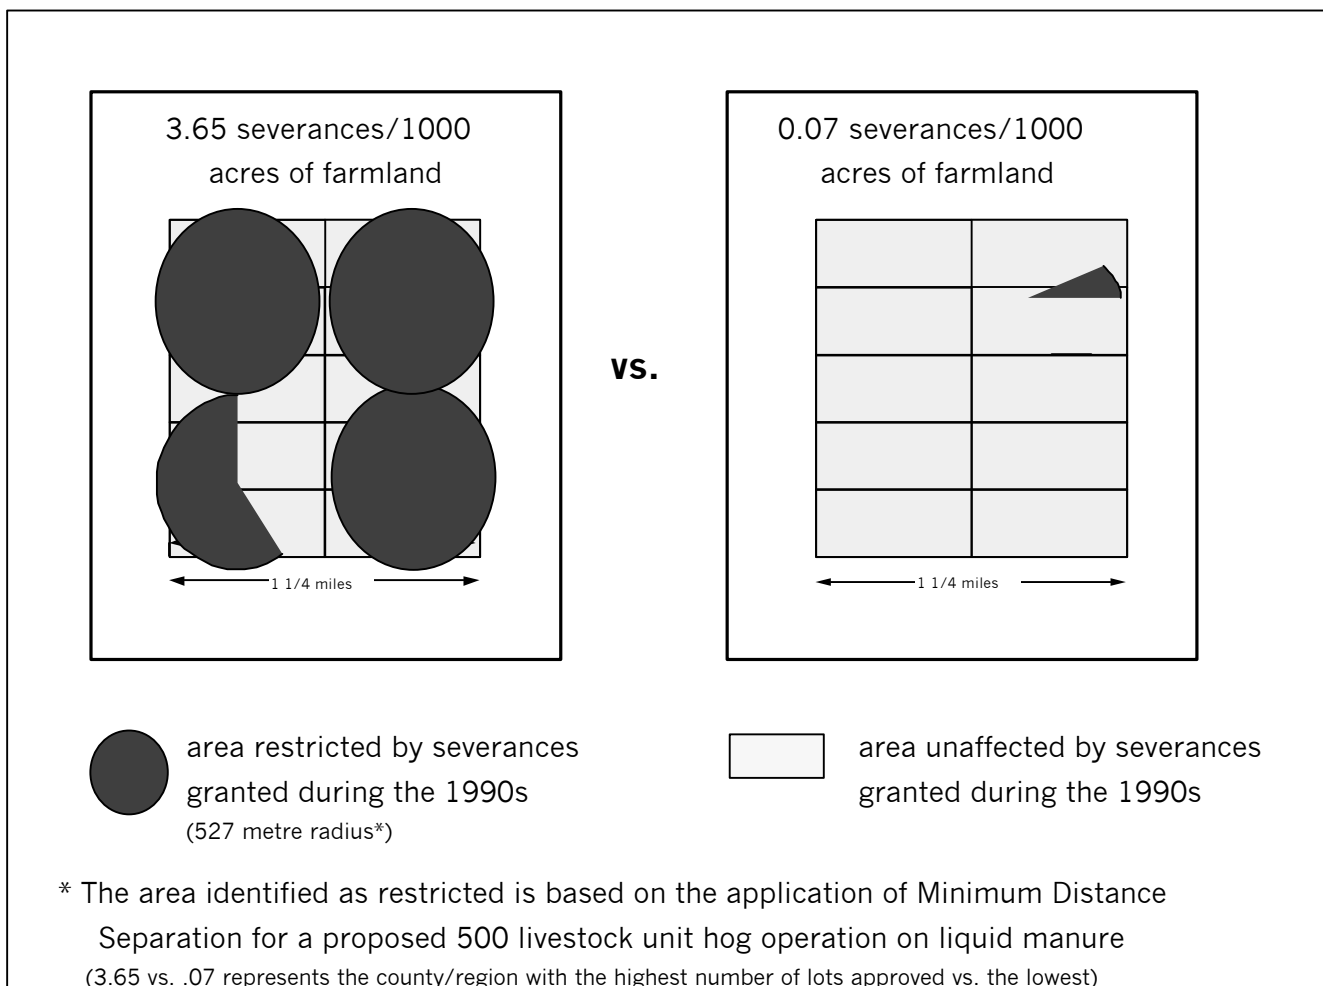 3.65 severances/1000
acres of farmland
1 1/4 miles
vs.
0.07 severances/1000
acres of farmland
1 1/4 miles
area restricted by severances
granted during the 1990s
(527 metre radius*)
area unaffected by severances
granted during the 1990s
* The area identified as restricted is based on the application of Minimum Distance
Separation for a proposed 500 livestock unit hog operation on liquid manure
(3.65 vs. .07 represents the county/region with the highest number of lots approved vs. the lowest)